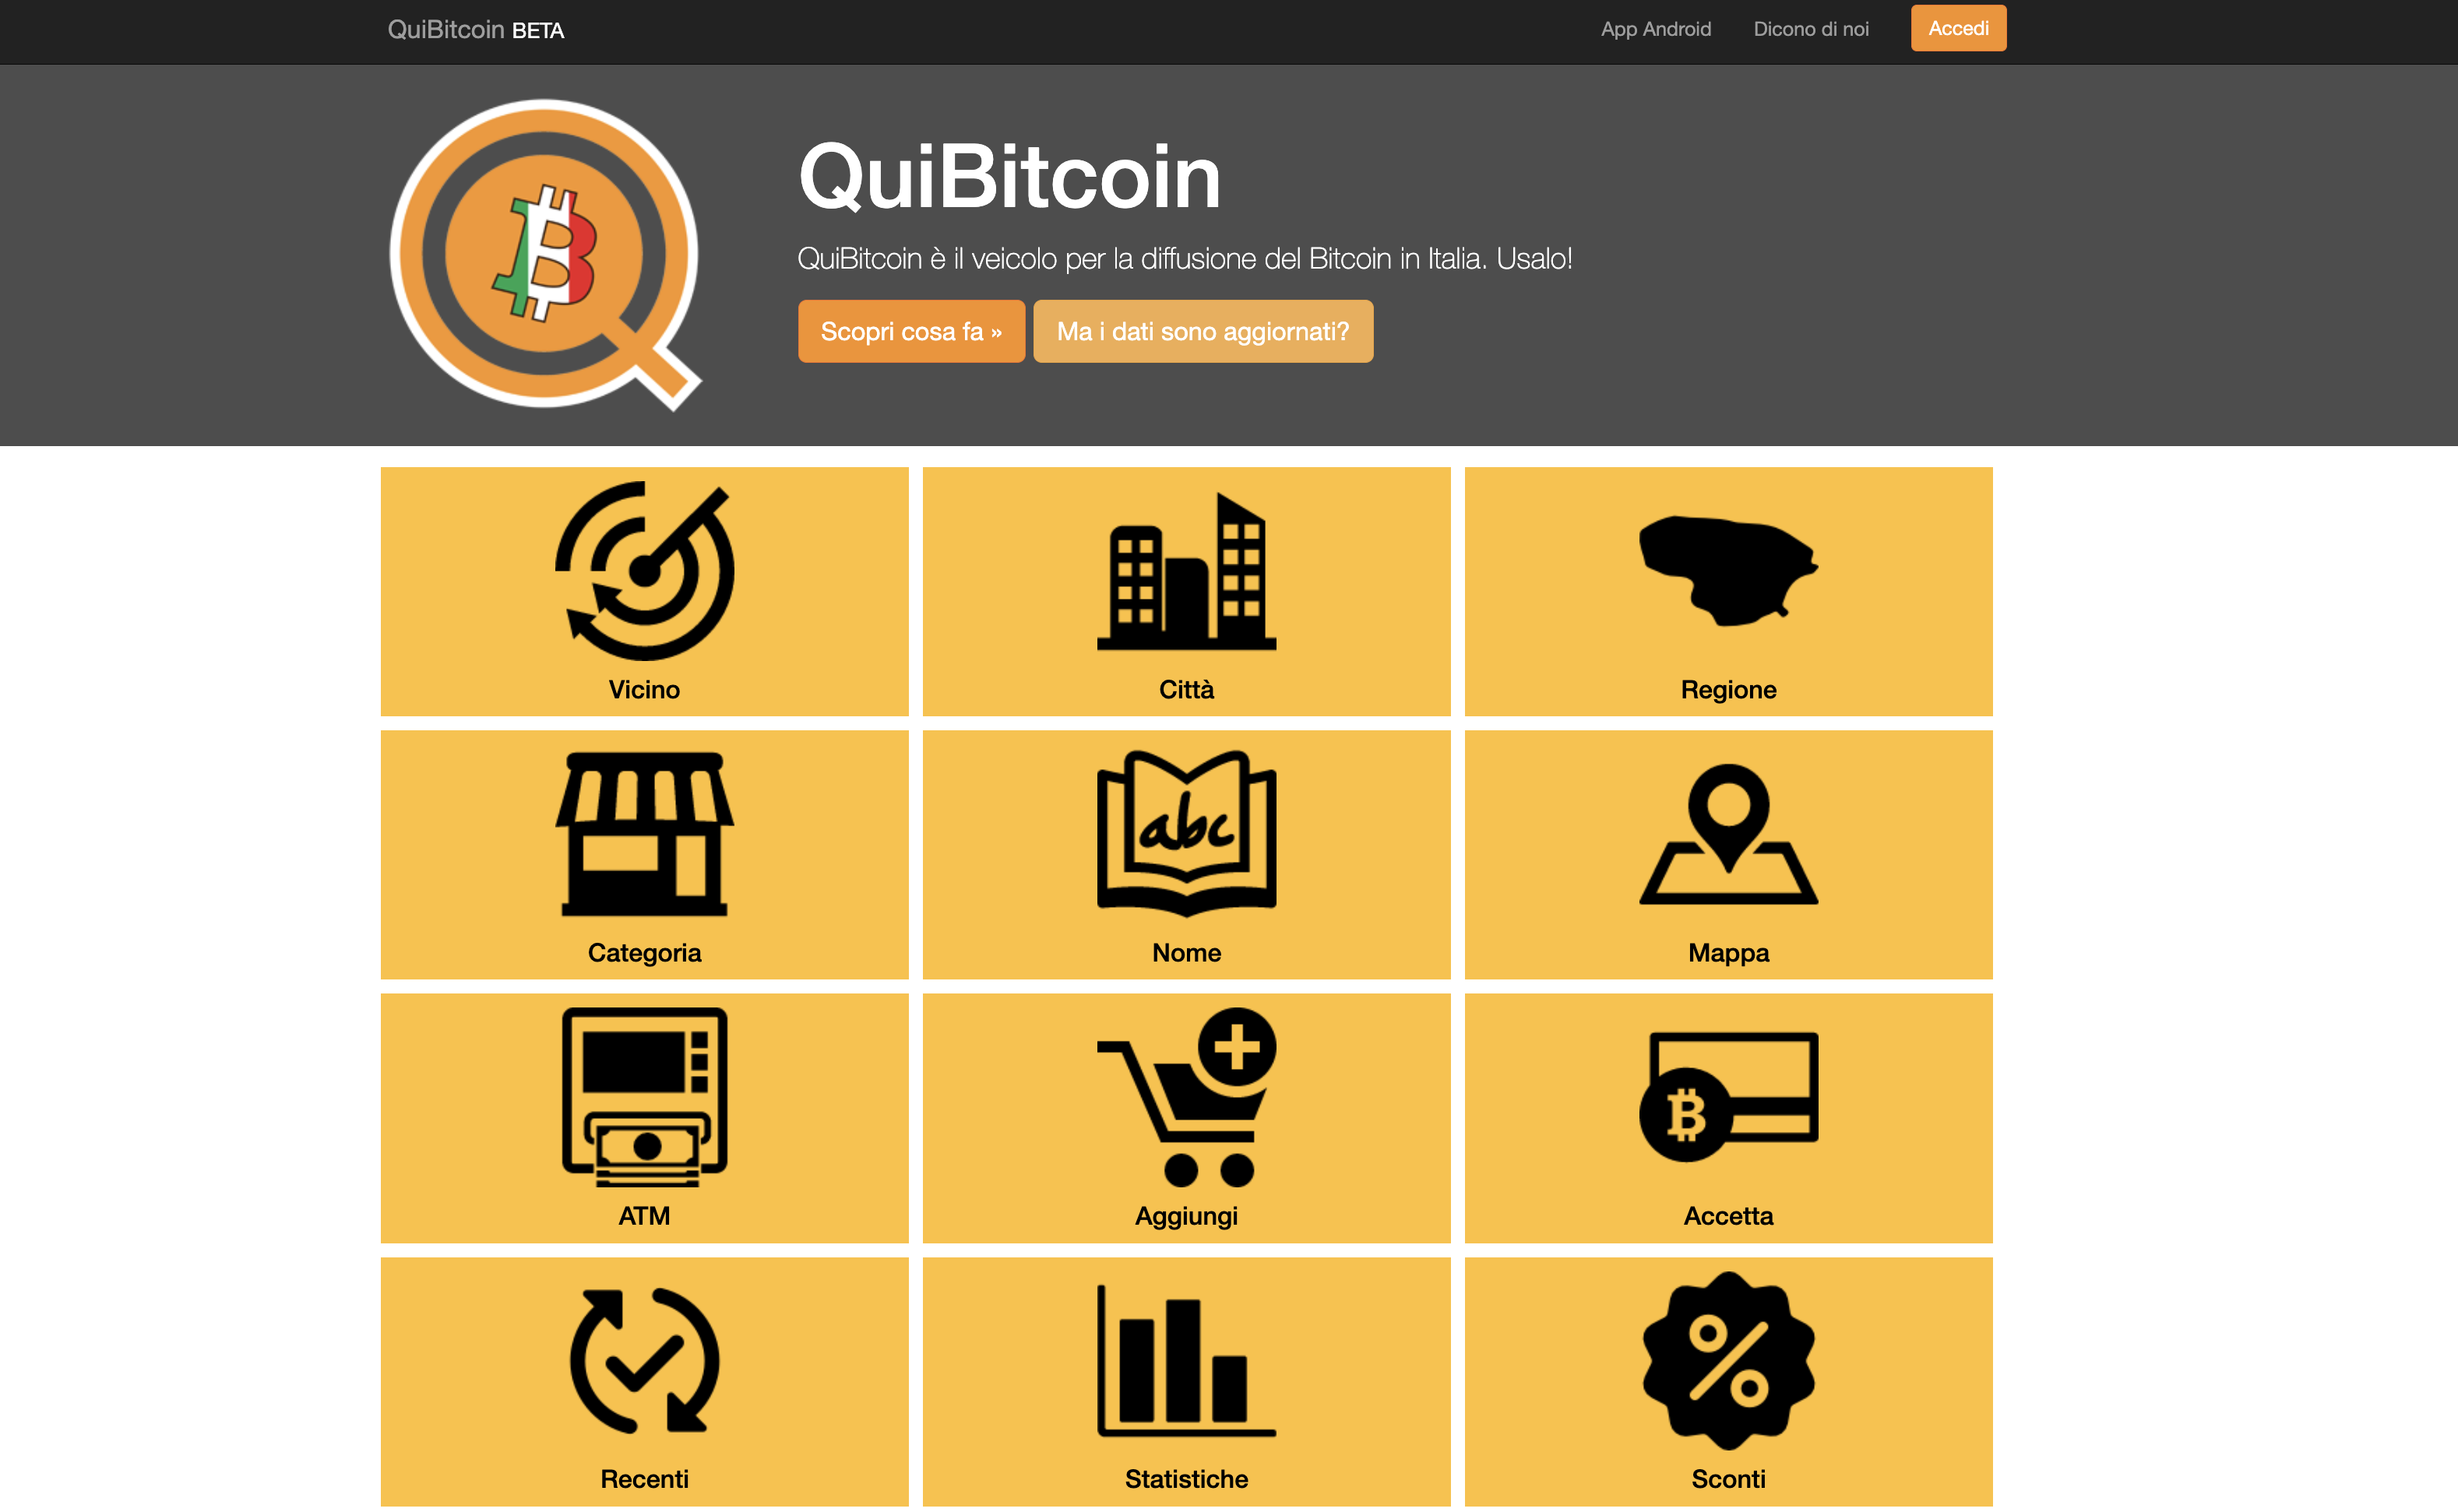 QuiBitcoin BETA
App Android
Dicono di noi
Accedi
QuiBitcoin
QuiBitcoin è il veicolo per la diffusione del Bitcoin in Italia. Usalo!
Scopri cosa fa »
Ma i dati sono aggiornati?
Vicino
Città
Regione
abc
Categoria
Nome
Mappa
ATM
Aggiungi
Accetta
Recenti
Statistiche
Sconti